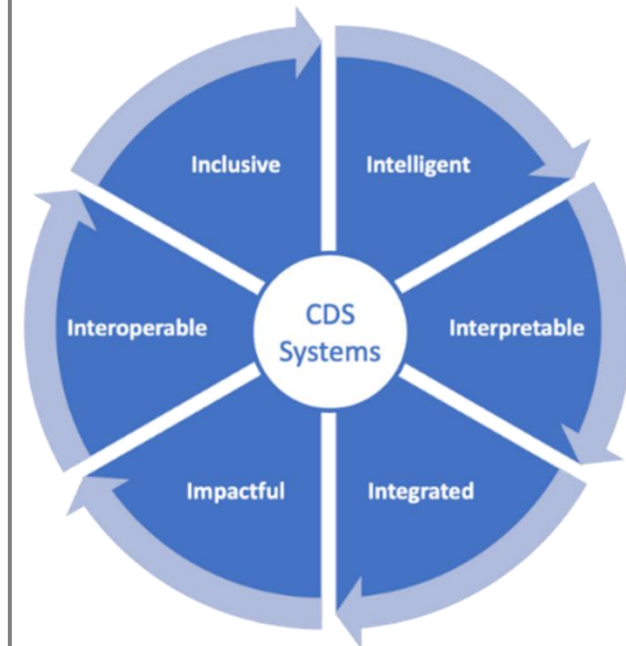 Inclusive
Intelligent
Interoperable
CDS
Systems
Interpretable
Impactful
Integrated